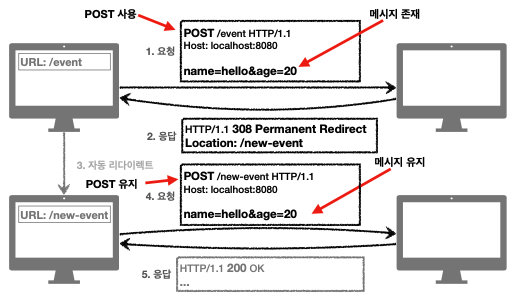 POST 사용
메시지 존재
POST /event HTTP/1.1
1. 요청
Host: localhost:8080
name=hello&age=20
URL: /event
2. 응답
HTTP/1.1 308 Permanent Redirect
Location: /new-event
3. 자동 리다이렉트
POST 유지
메시지 유지
POST /new-event HTTP/1.1
4. 요청
Host: localhost:8080
name=hello&age=20
URL: /new-event
5. 응답
HTTP/1.1 200 OK
...